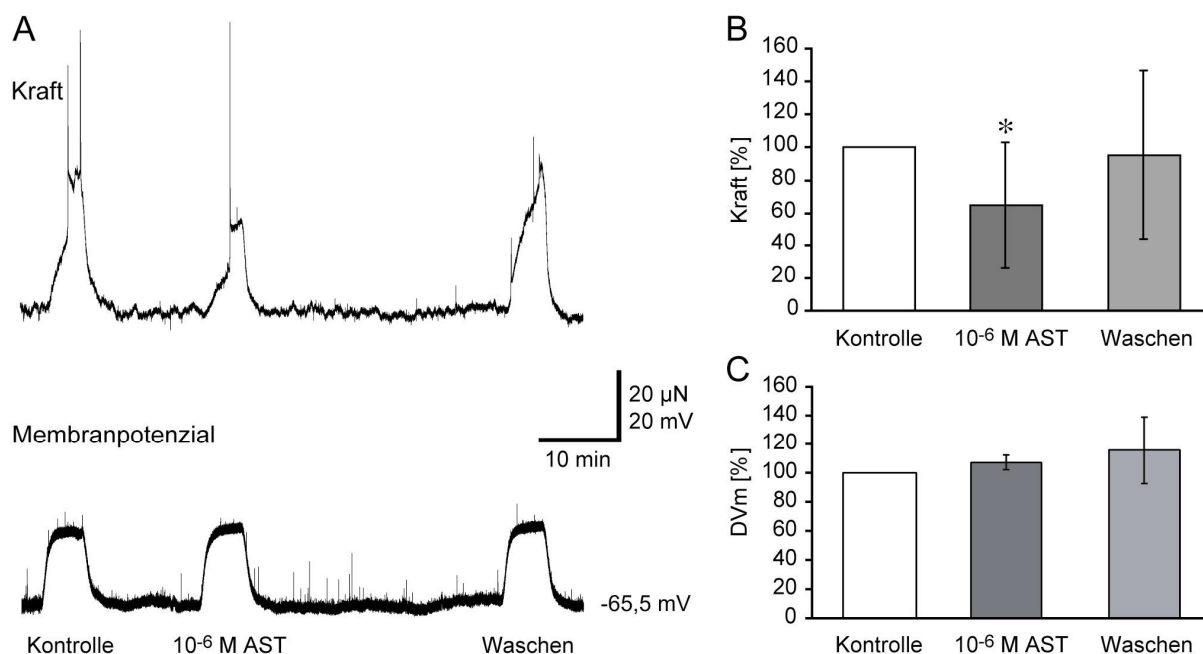 A
Kraft
20 µN
20 mV
10 min
Membranpotenzial
-65,5 mV
Kontrolle
10-6 M AST
Waschen
B
Kraft [%]
160
140
120
100
80
60
40
20
0
*
Kontrolle
10-6 M AST
Waschen
C
DVm [%]
160
140
120
100
80
60
40
20
0
Kontrolle
10-6 M AST
Waschen